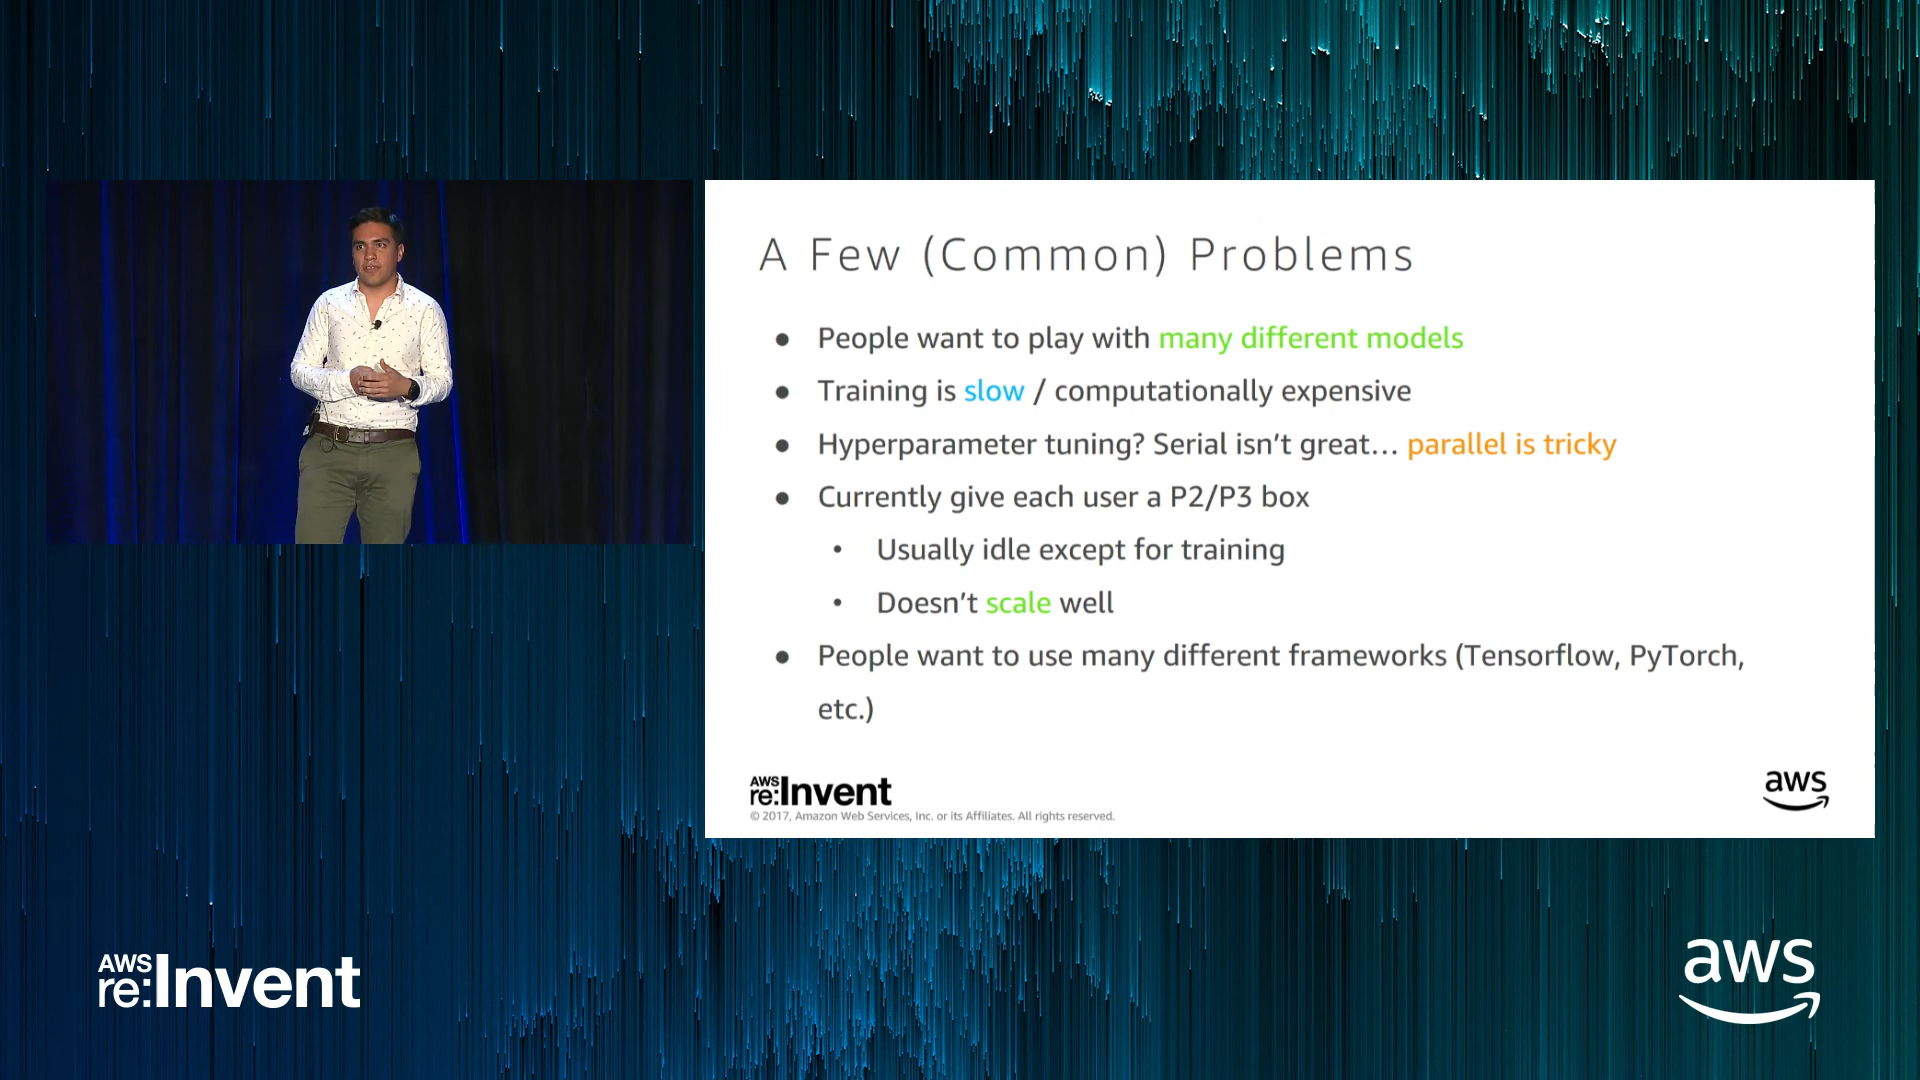 A Few (Common) Problems
● People want to play with many different models
● Training is slow / computationally expensive
● Hyperparameter tuning? Serial isn't great… parallel is tricky
● Currently give each user a P2/P3 box
• Usually idle except for training
• Doesn't scale well
● People want to use many different frameworks (Tensorflow, PyTorch,
etc.)
AWS
re:Invent
© 2017, Amazon Web Services, Inc. or its Affiliates. All rights reserved.
aws
AWS
re:Invent
aws